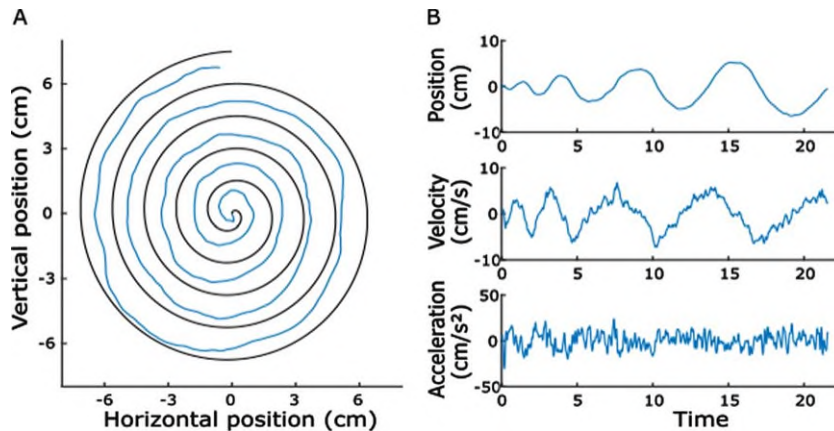 A
Vertical position (cm)
6
3
0
-3
-6
-6 -3 0 3 6
Horizontal position (cm)
B
Position
(cm)
10
0
-10
0 5 10 15 20
Velocity
(cm/s)
10
0
-10
0 5 10 15 20
Acceleration
(cm/s²)
50
0
-50
0 5 10 15 20
Time